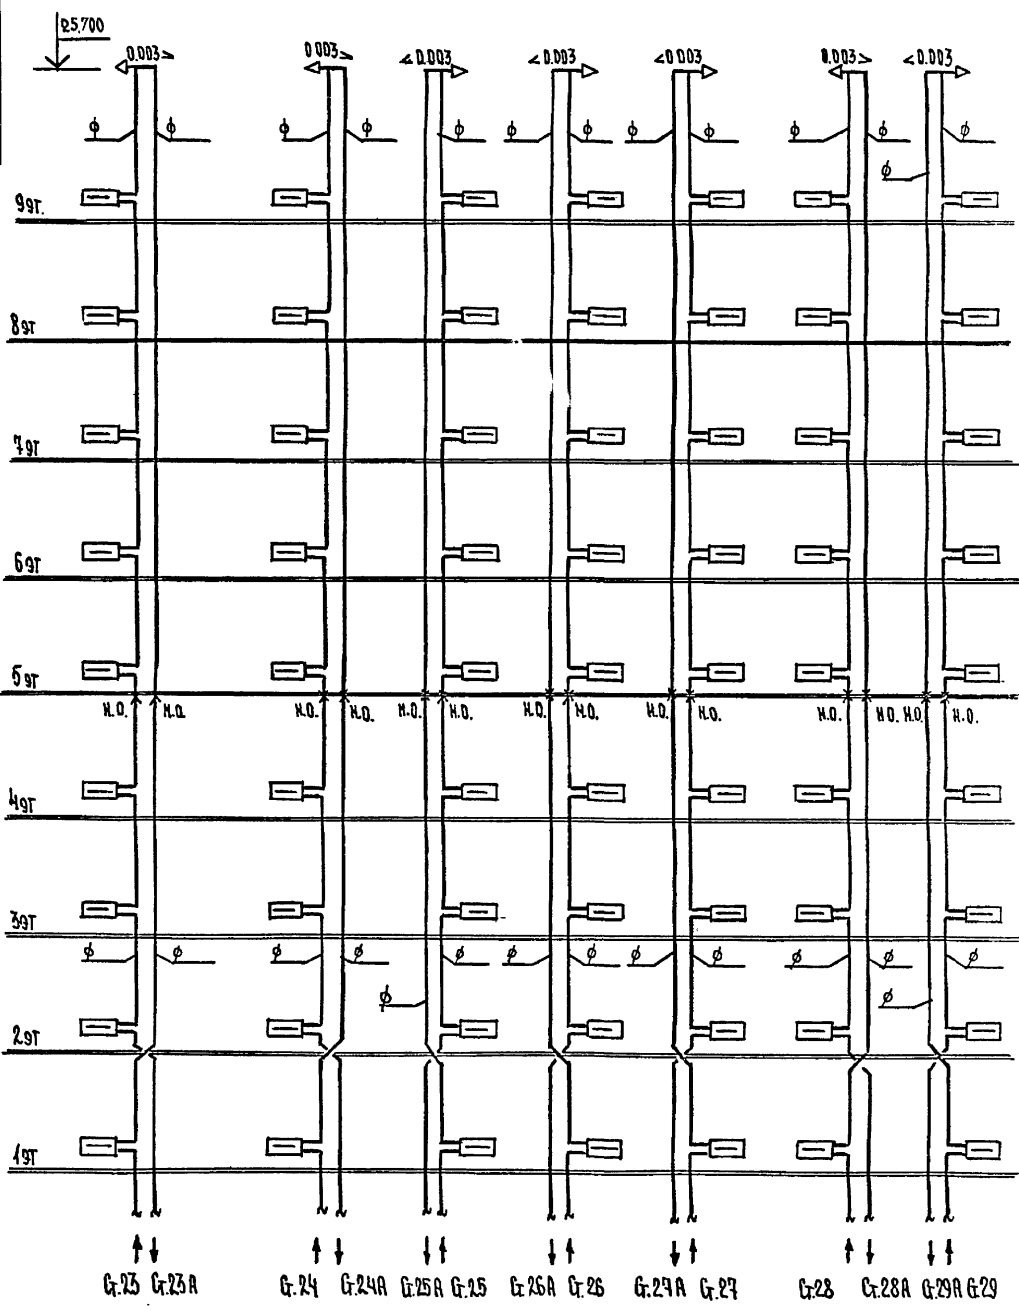 25.700
0.003> 0.003> <0.003 <0.003 <0.003 0.003> <0.003
ϕ ϕ ϕ ϕ ϕ ϕ ϕ ϕ ϕ ϕ ϕ ϕ
ϕ
9эт.
8эт
7эт
6эт
5эт
Н.О. Н.О. Н.О. Н.О. Н.О. Н.О. Н.О. Н.О. Н.О. Н.О. Н.О. Н.О. Н.О. Н.О.
4эт
3эт
ϕ ϕ ϕ ϕ ϕ ϕ ϕ ϕ ϕ ϕ ϕ ϕ
ϕ ϕ
2эт
1эт
Ст.23 Ст.23А Ст.24 Ст.24А Ст.25А Ст.25 Ст.26А Ст.26 Ст.27А Ст.27 Ст.28 Ст.28А Ст.29А Ст.29